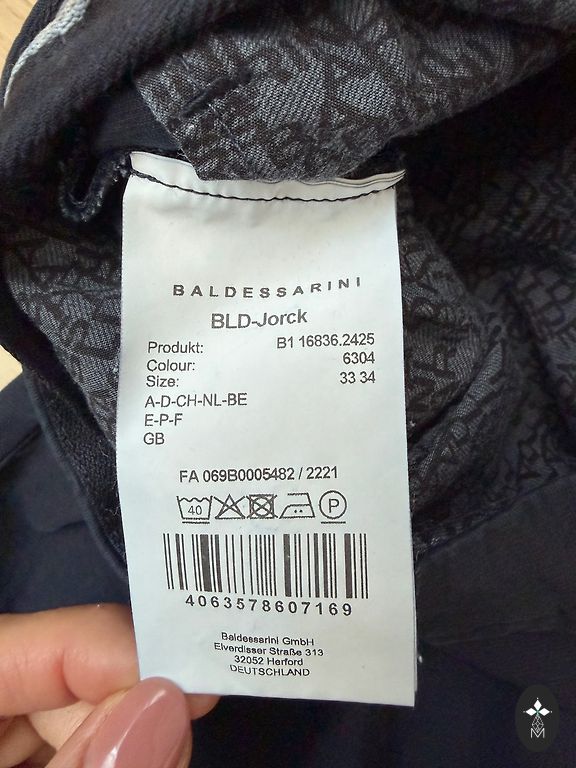 BALDESSARINI
BLD-Jorck
Produkt: B1 16836.2425
Colour: 6304
Size: 33 34
A-D-CH-NL-BE
E-P-F
GB
FA 069B0005482 / 2221
40 P
4063578607169
Baldessarini GmbH
Elverdisser Straße 313
32052 Herford
DEUTSCHLAND
M